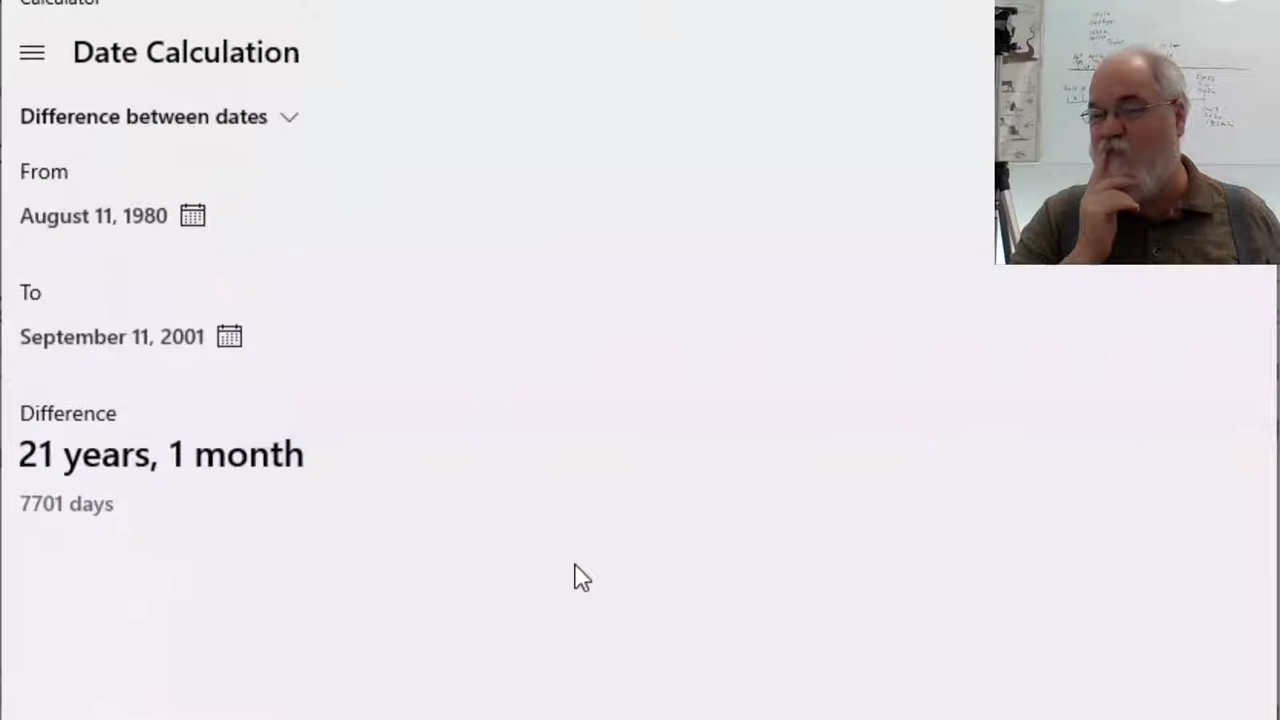 Calculator
Date Calculation
Difference between dates
From
August 11, 1980
To
September 11, 2001
Difference
21 years, 1 month
7701 days